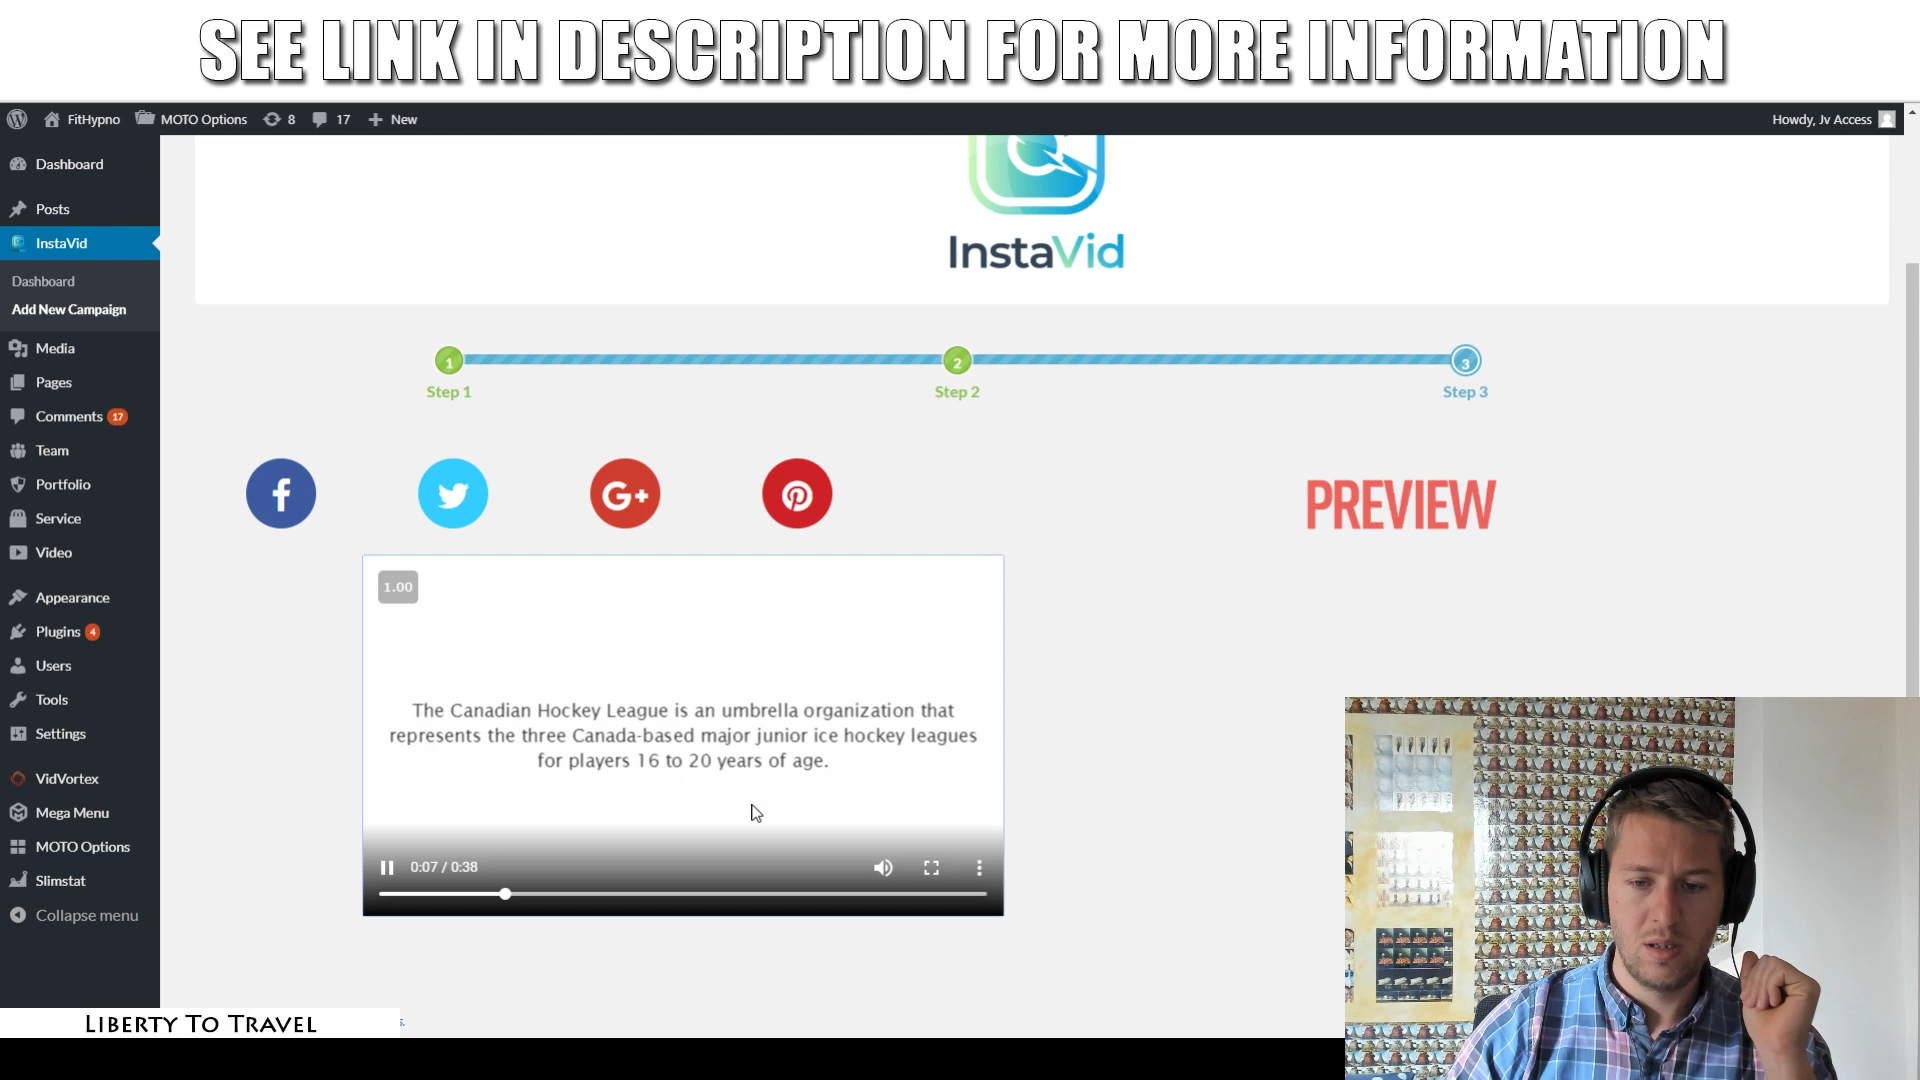 SEE LINK IN DESCRIPTION FOR MORE INFORMATION
FitHypno
MOTO Options
8
17
New
Howdy, Jv Access
Dashboard
Posts
InstaVid
Dashboard
Add New Campaign
Media
Pages
Comments 17
Team
Portfolio
Service
Video
Appearance
Plugins 4
Users
Tools
Settings
VidVortex
Mega Menu
MOTO Options
Slimstat
Collapse menu
InstaVid
1
2
3
Step 1
Step 2
Step 3
f
G+
PREVIEW
1.00
The Canadian Hockey League is an umbrella organization that
represents the three Canada-based major junior ice hockey leagues
for players 16 to 20 years of age.
0:07 / 0:38
LIBERTY TO TRAVEL
s.